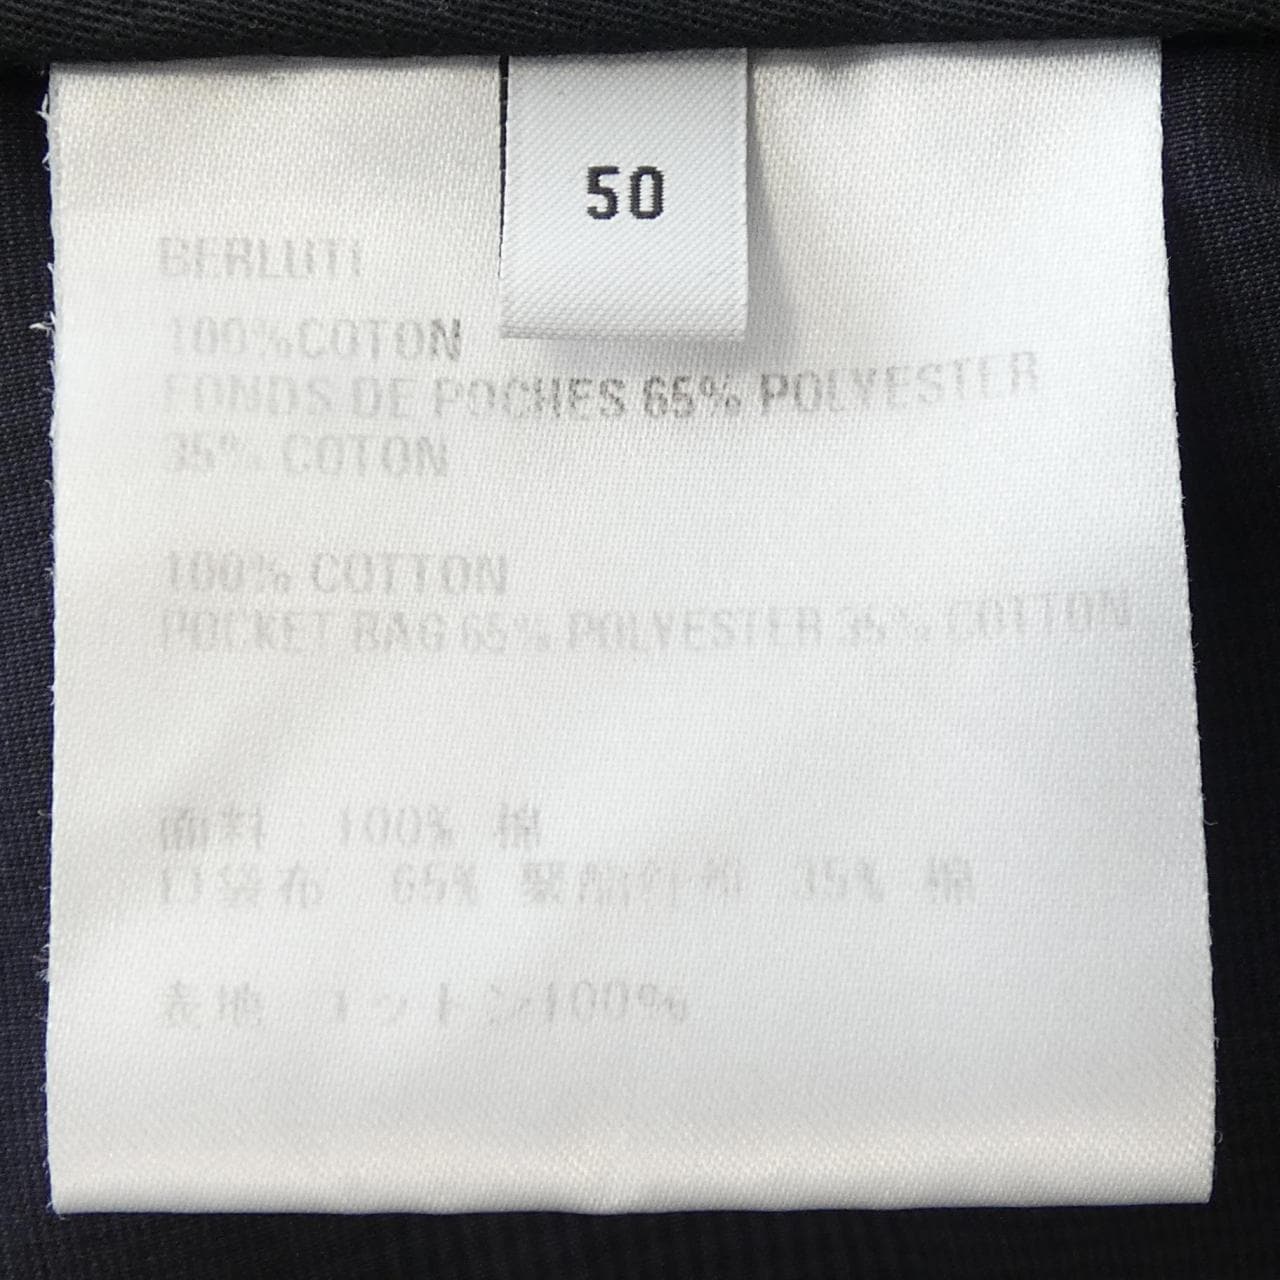 50
BERLUTI
100%COTON
FONDS DE POCHES 65% POLYESTER
35% COTON
100% COTTON
POCKET BAG 65% POLYESTER 35% COTTON
面料 100% 棉
口袋布 65% 聚酯纤维 35% 棉
表地 コットン100%